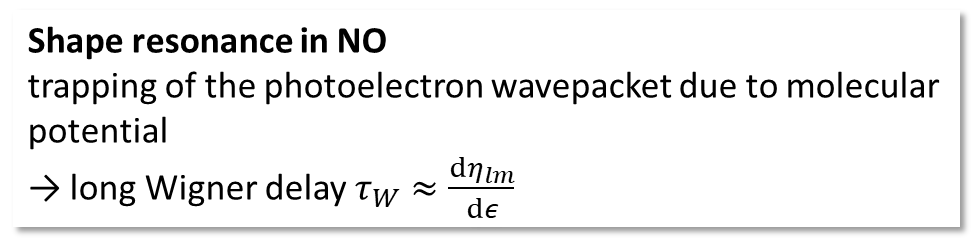 Shape resonance in NO
trapping of the photoelectron wavepacket due to molecular
potential
→ long Wigner delay τ_W ≈ dη_lm/dϵ